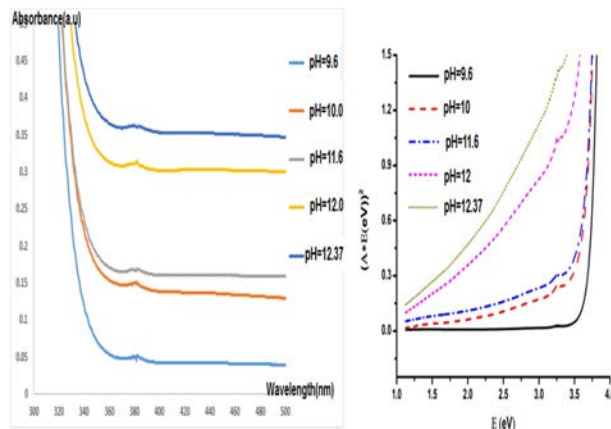 Absorbance(a.u)
0.5
0.45
0.4
0.35
0.3
0.25
0.2
0.15
0.1
0.05
0
300 320 340 360 380 400 420 440 460 480 500
Wavelength(nm)
pH=9.6
pH=10.0
pH=11.6
pH=12.0
pH=12.37
(A*E(eV))²
1.5
1.2
0.9
0.6
0.3
0.0
1.0 1.5 2.0 2.5 3.0 3.5 4.0
E (eV)
pH=9.6
pH=10
pH=11.6
pH=12
pH=12.37